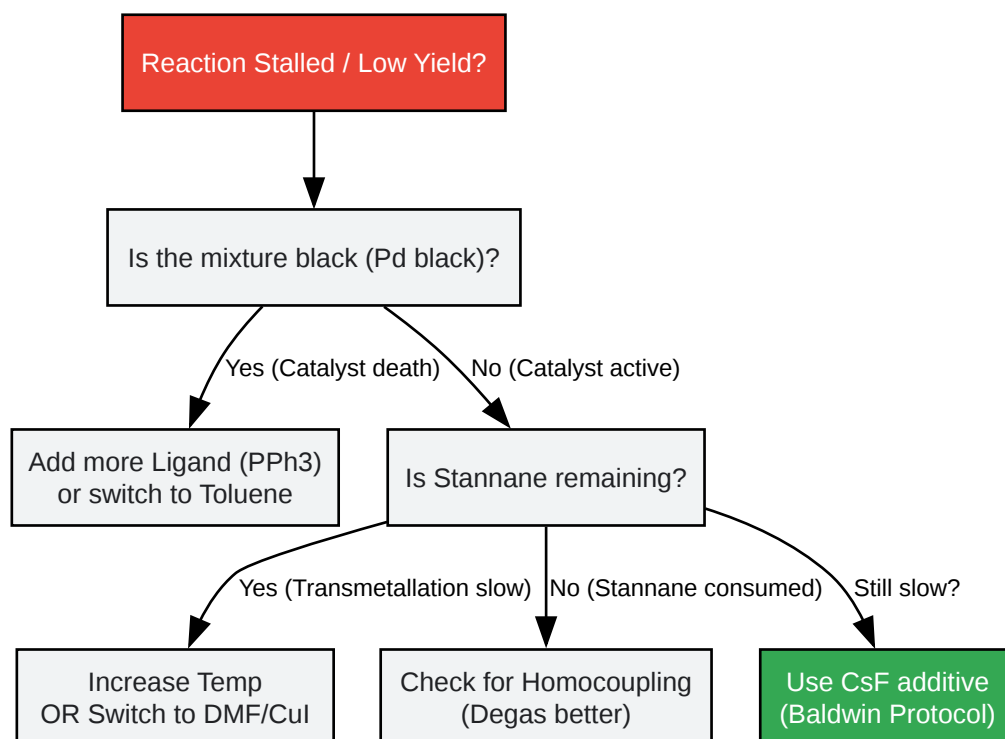 Reaction Stalled / Low Yield?
Is the mixture black (Pd black)?
Yes (Catalyst death)
No (Catalyst active)
Add more Ligand (PPh3)
or switch to Toluene
Is Stannane remaining?
Yes (Transmetallation slow)
No (Stannane consumed)
Still slow?
Increase Temp
OR Switch to DMF/CuI
Check for Homocoupling
(Degas better)
Use CsF additive
(Baldwin Protocol)